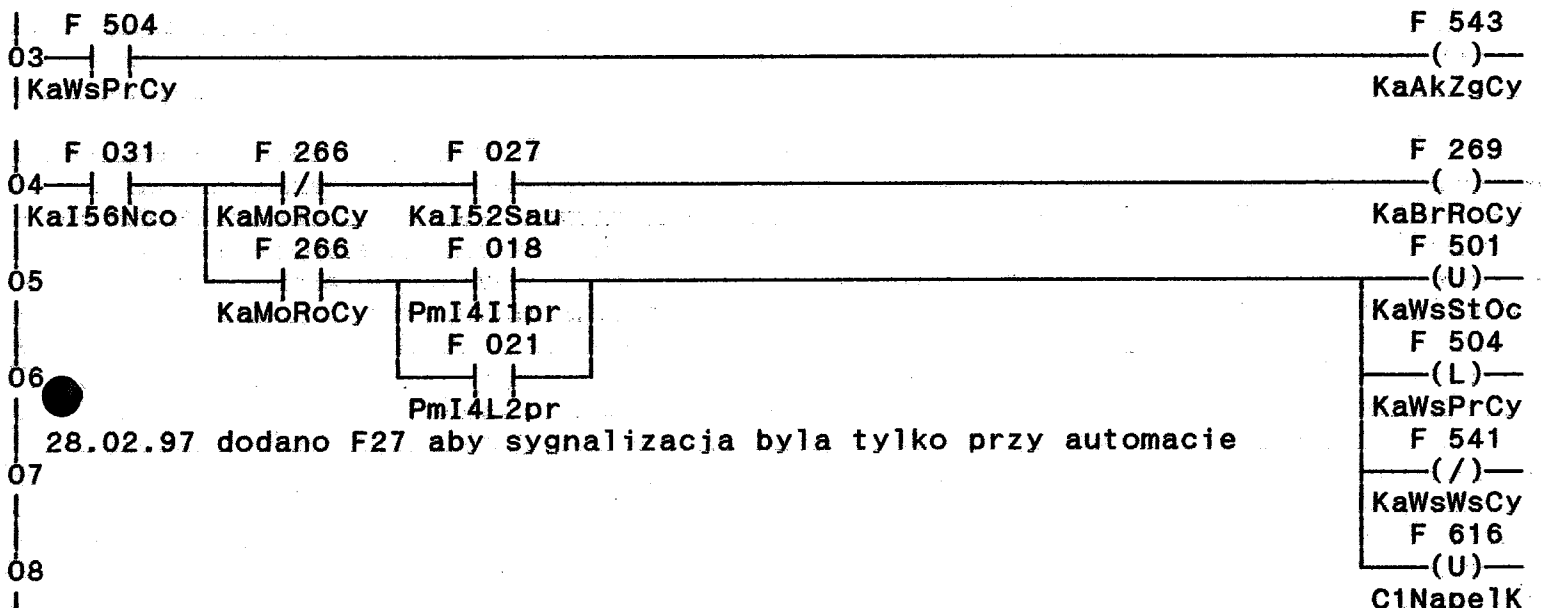 F 504 F 543
03 ( )
KaWsPrCy KaAkZgCy
F 031 F 266 F 027 F 269
04 / ( )
KaI56Nco KaMoRoCy KaI52Sau KaBrRoCy
F 266 F 018 F 501
05 (U)
KaMoRoCy PmI4I1pr KaWsStOc
F 021 F 504
06 (L)
PmI4L2pr KaWsPrCy
28.02.97 dodano F27 aby sygnalizacja byla tylko przy automacie F 541
07 (/)
KaWsWsCy
F 616
08 (U)
C1NapelK